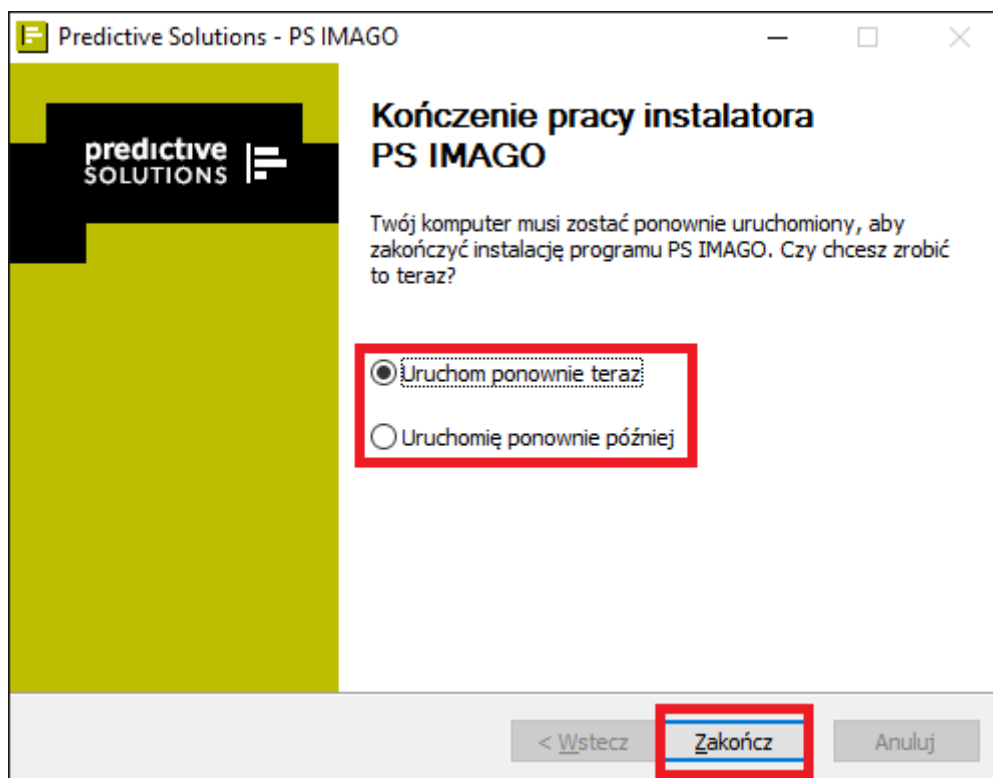 Predictive Solutions - PS IMAGO
predictive
SOLUTIONS
Kończenie pracy instalatora
PS IMAGO
Twój komputer musi zostać ponownie uruchomiony, aby
zakończyć instalację programu PS IMAGO. Czy chcesz zrobić
to teraz?
Uruchom ponownie teraz
Uruchomię ponownie później
< Wstecz
Zakończ
Anuluj